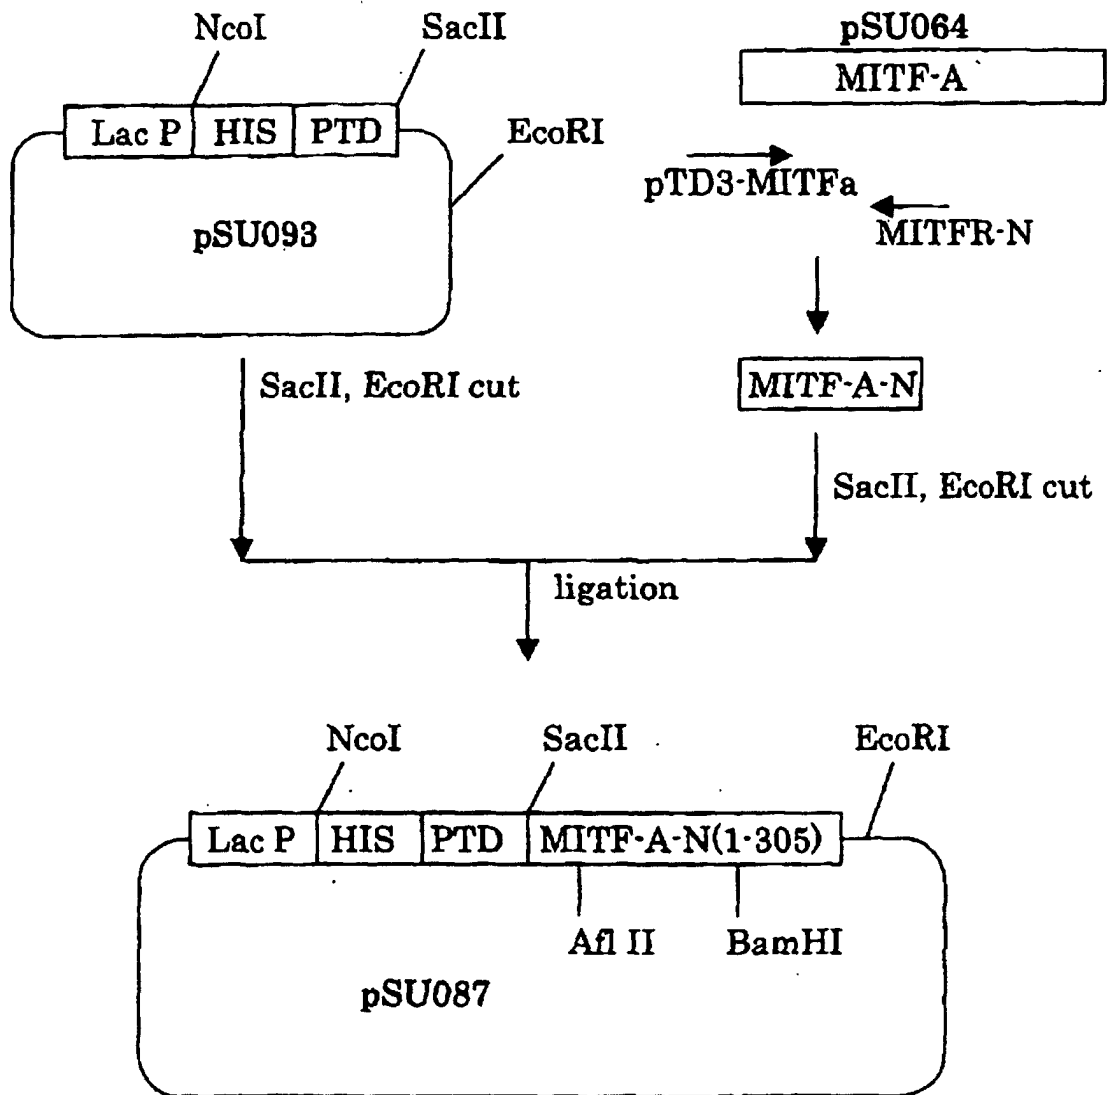 NcoI
SacII
Lac P
HIS
PTD
EcoRI
pSU093
pSU064
MITF-A
pTD3-MITFa
MITFR-N
SacII, EcoRI cut
MITF-A-N
SacII, EcoRI cut
ligation
NcoI
SacII
EcoRI
Lac P
HIS
PTD
MITF-A-N(1-305)
Afl II
BamHI
pSU087